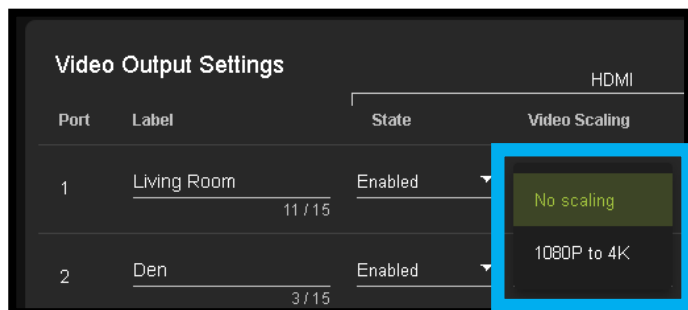 Video Output Settings
HDMI
Port Label State Video Scaling
1 Living Room Enabled No scaling
11 / 15
1080P to 4K
2 Den Enabled
3 / 15